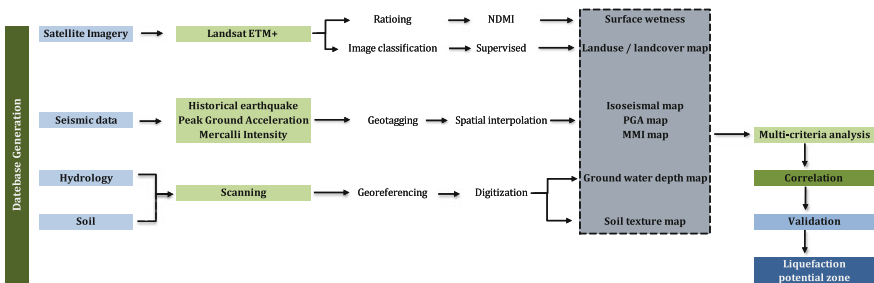 Datebase Generation
Satellite Imagery
Landsat ETM+
Ratioing
NDMI
Surface wetness
Image classification
Supervised
Landuse / landcover map
Seismic data
Historical earthquake
Peak Ground Acceleration
Mercalli Intensity
Geotagging
Spatial interpolation
Isoseismal map
PGA map
MMI map
Hydrology
Soil
Scanning
Georeferencing
Digitization
Ground water depth map
Soil texture map
Multi-criteria analysis
Correlation
Validation
Liquefaction
potential zone